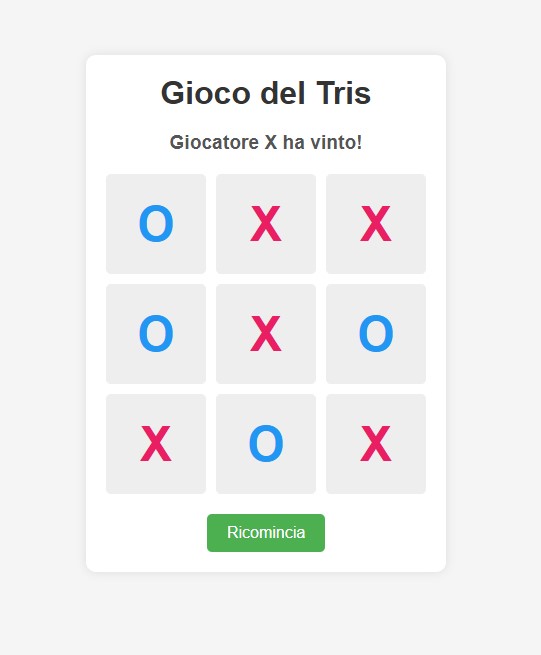 Gioco del Tris
Giocatore X ha vinto!
O X X
O X O
X O X
Ricomincia